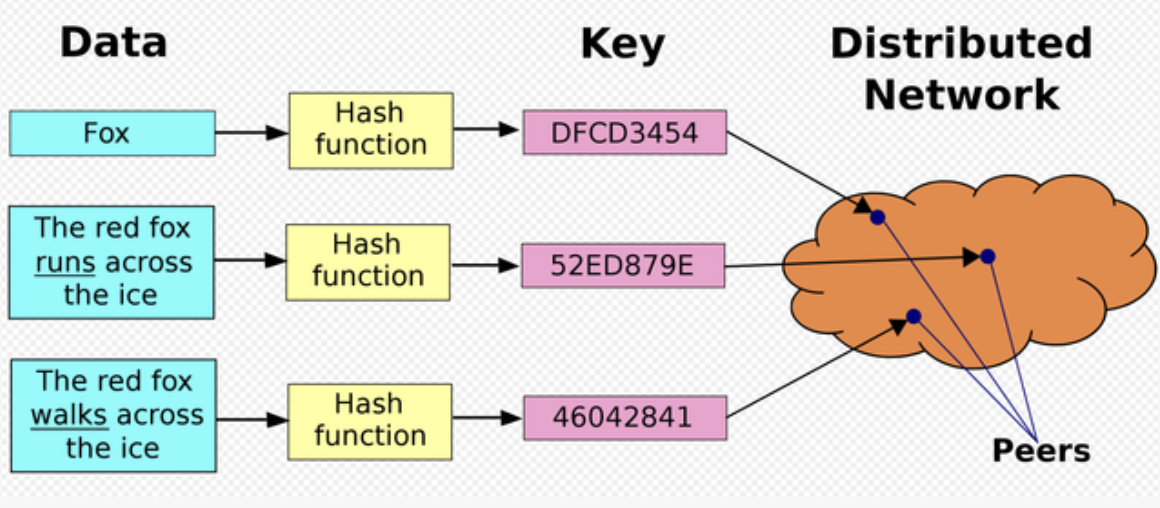 Data
Key
Distributed
Network
Fox
Hash
function
DFCD3454
The red fox
runs across
the ice
Hash
function
52ED879E
The red fox
walks across
the ice
Hash
function
46042841
Peers